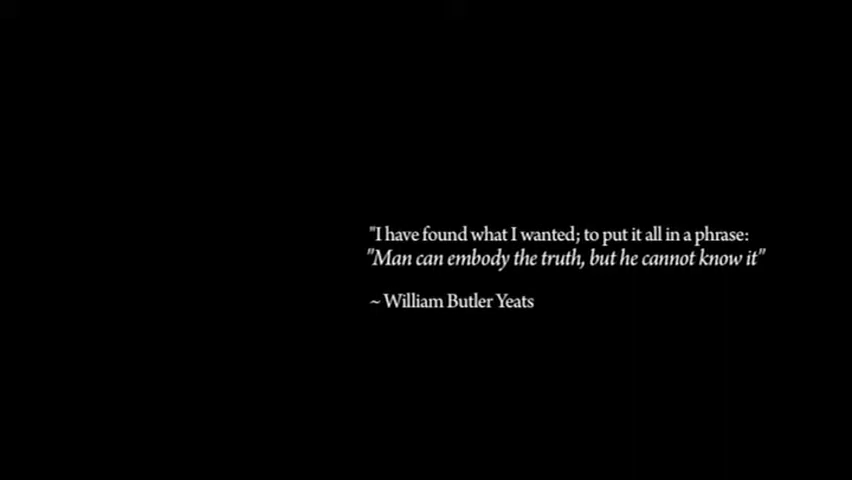 "I have found what I wanted; to put it all in a phrase:
"Man can embody the truth, but he cannot know it"
~ William Butler Yeats